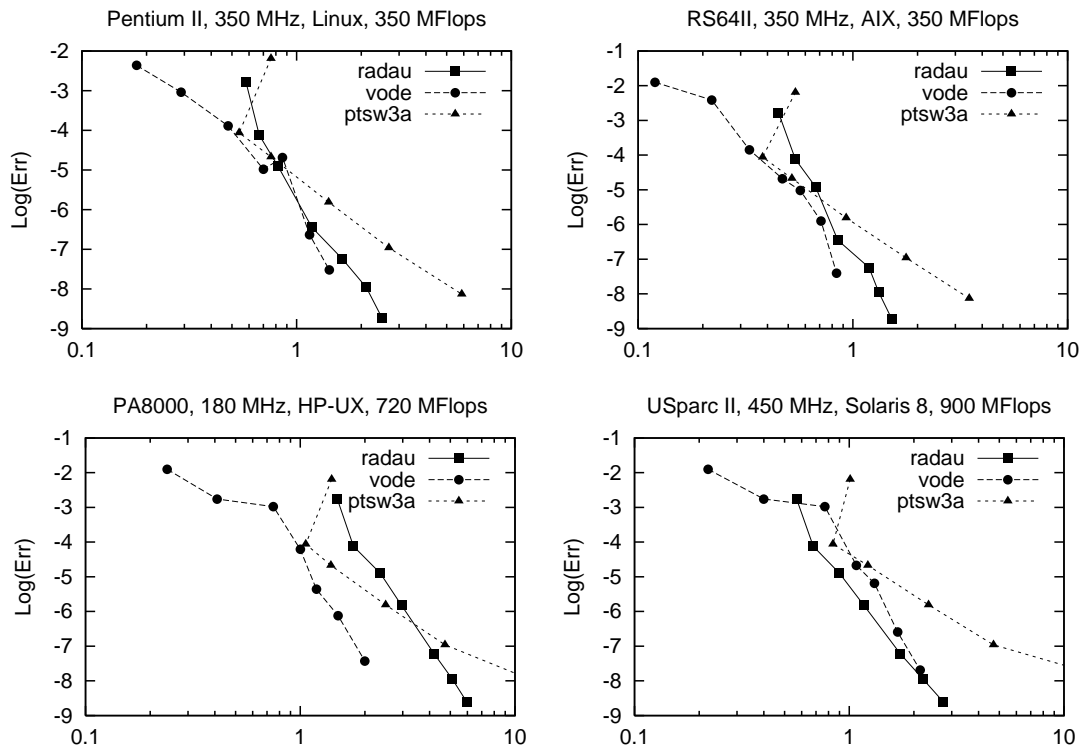 Pentium II, 350 MHz, Linux, 350 MFlops
-2
-3
-4
-5
-6
-7
-8
-9
Log(Err)
radau
vode
ptsw3a
0.1
1
10
RS64II, 350 MHz, AIX, 350 MFlops
-1
-2
-3
-4
-5
-6
-7
-8
-9
Log(Err)
radau
vode
ptsw3a
0.1
1
10
PA8000, 180 MHz, HP-UX, 720 MFlops
-1
-2
-3
-4
-5
-6
-7
-8
-9
Log(Err)
radau
vode
ptsw3a
0.1
1
10
USparc II, 450 MHz, Solaris 8, 900 MFlops
-1
-2
-3
-4
-5
-6
-7
-8
-9
Log(Err)
radau
vode
ptsw3a
0.1
1
10